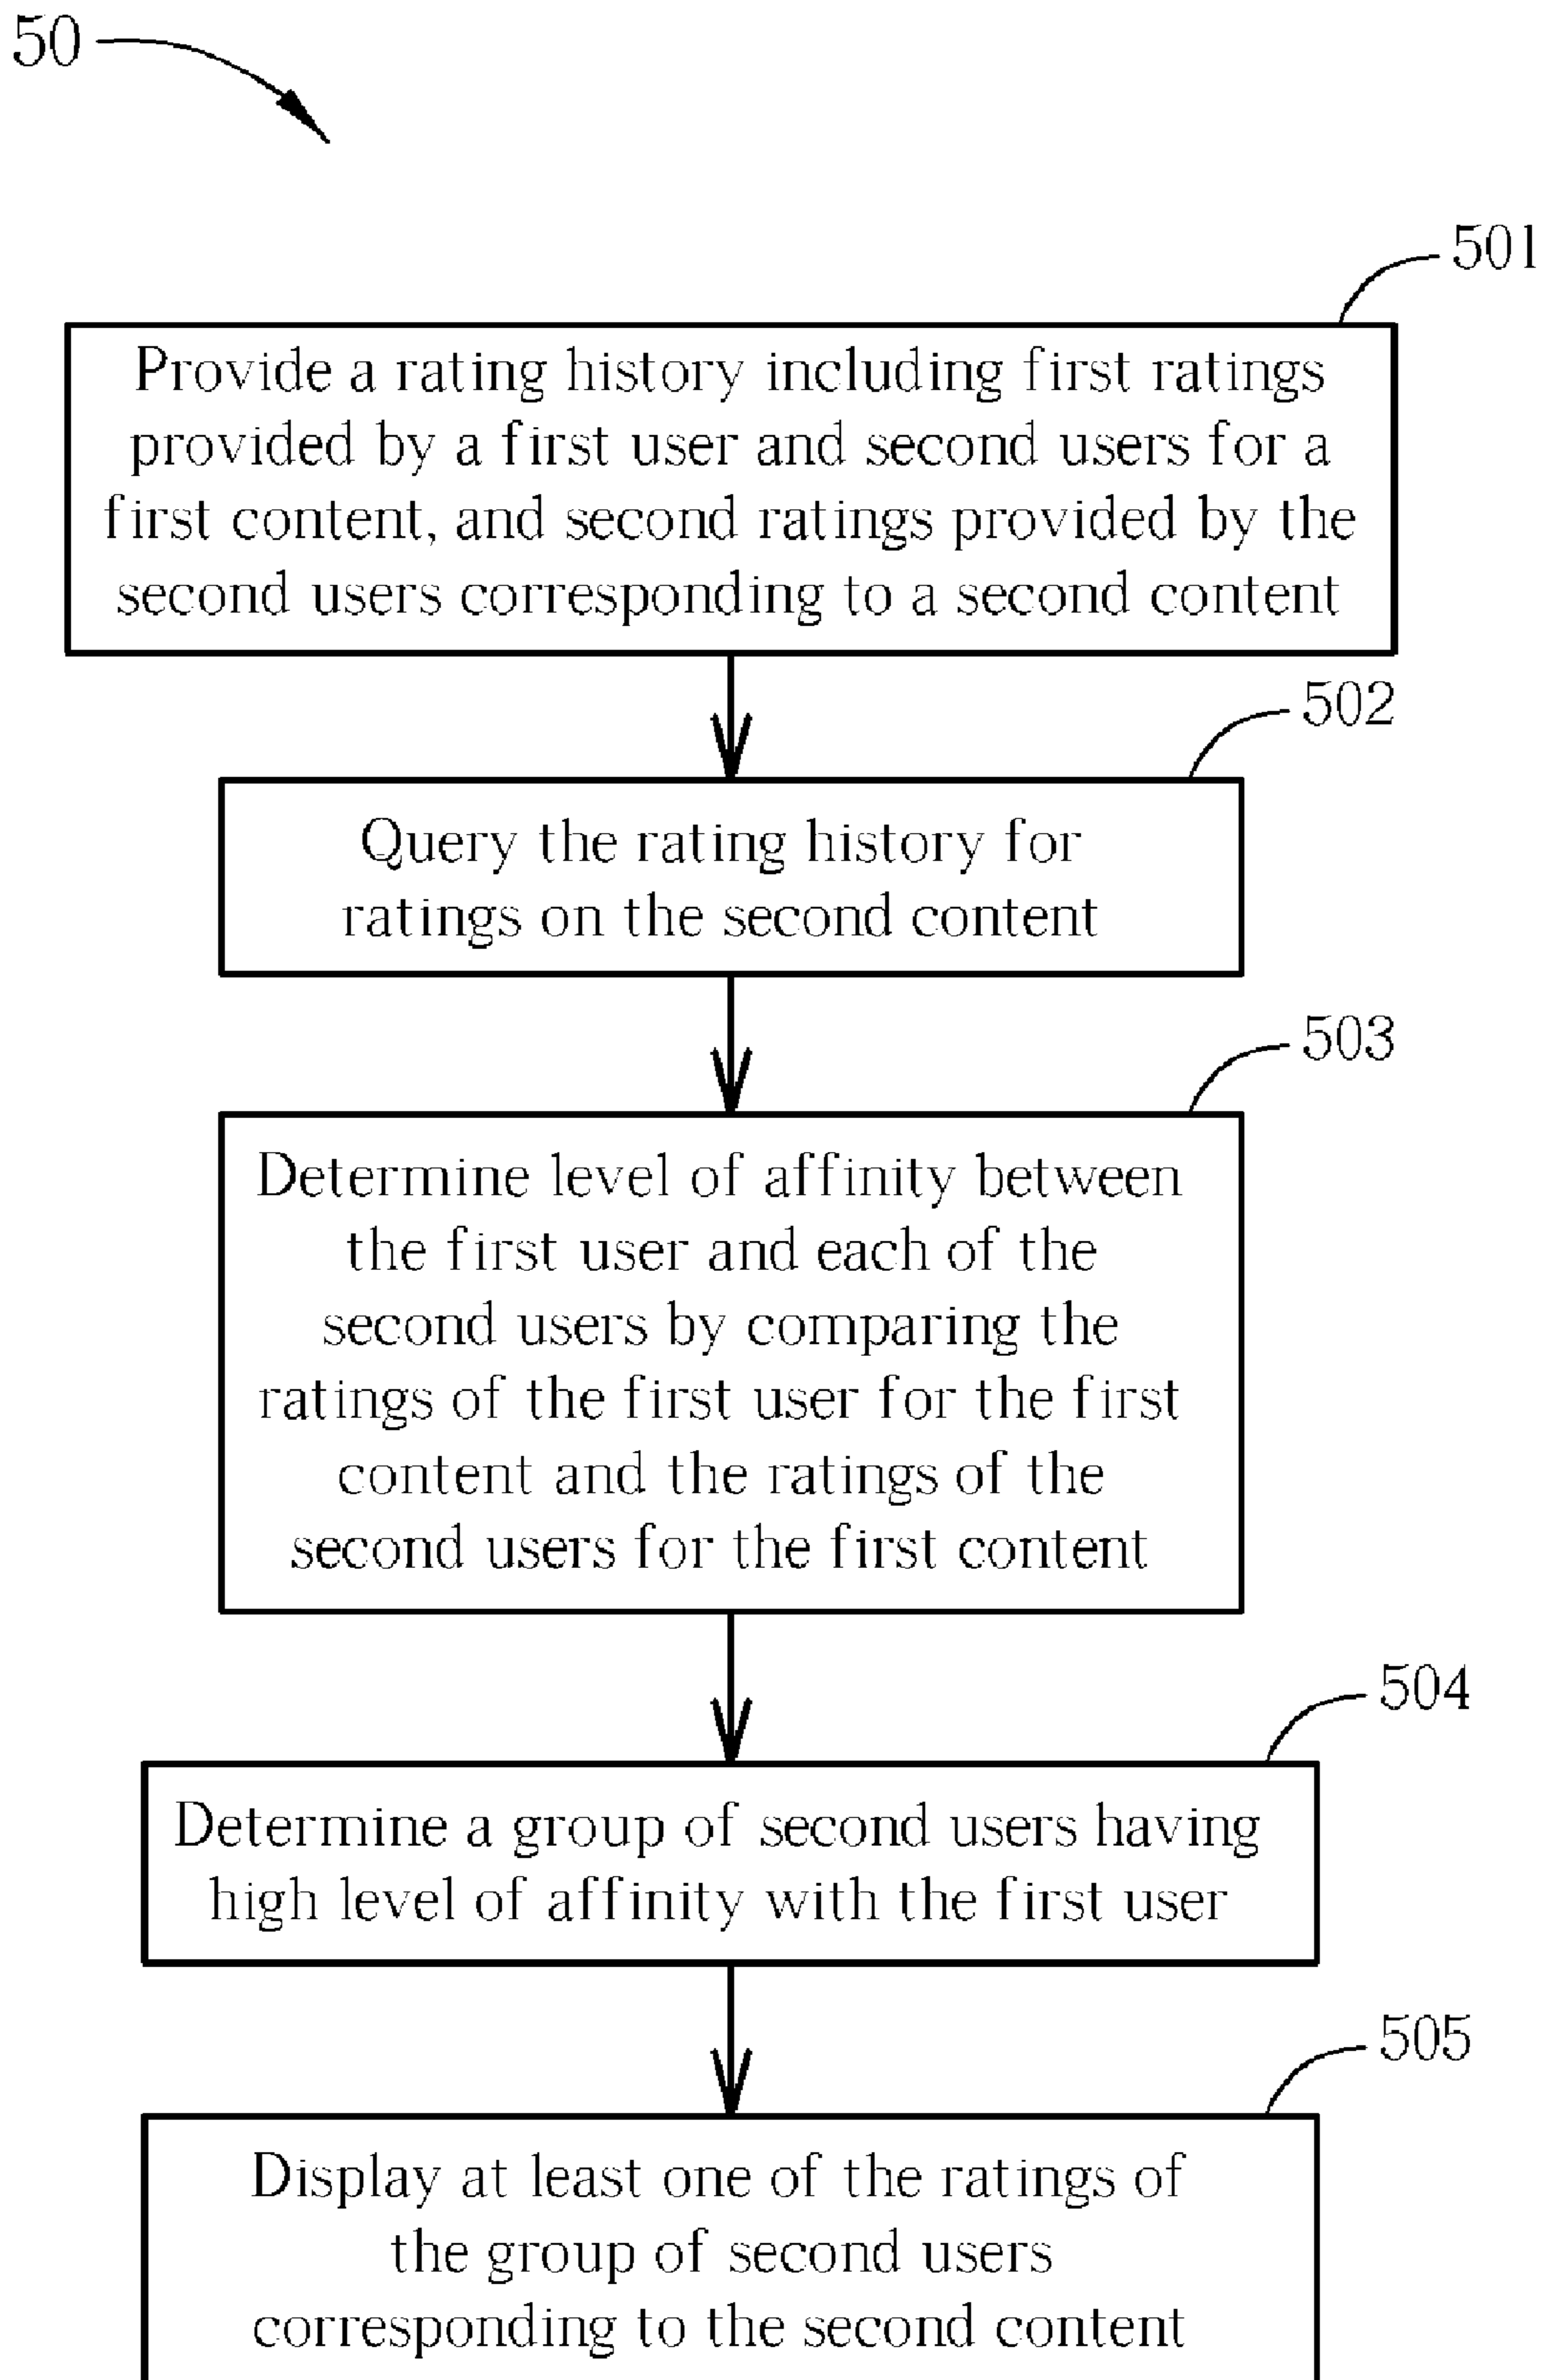 50
501
Provide a rating history including first ratings
provided by a first user and second users for a
first content, and second ratings provided by the
second users corresponding to a second content
502
Query the rating history for
ratings on the second content
503
Determine level of affinity between
the first user and each of the
second users by comparing the
ratings of the first user for the first
content and the ratings of the
second users for the first content
504
Determine a group of second users having
high level of affinity with the first user
505
Display at least one of the ratings of
the group of second users
corresponding to the second content